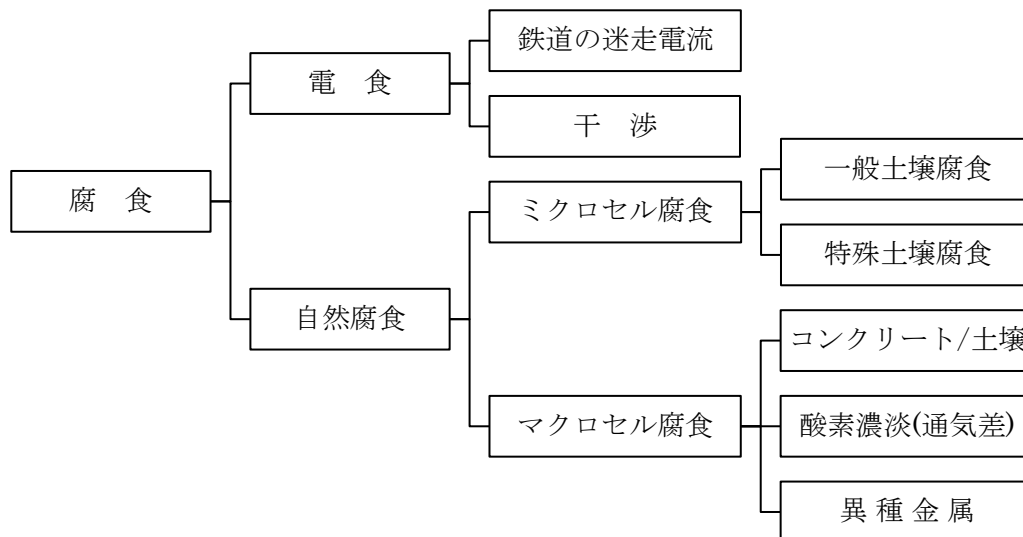 鉄道の迷走電流
電　食
干　渉
一般土壌腐食
腐　食
ミクロセル腐食
特殊土壌腐食
自然腐食
コンクリート/土壌
マクロセル腐食
酸素濃淡(通気差)
異 種 金 属